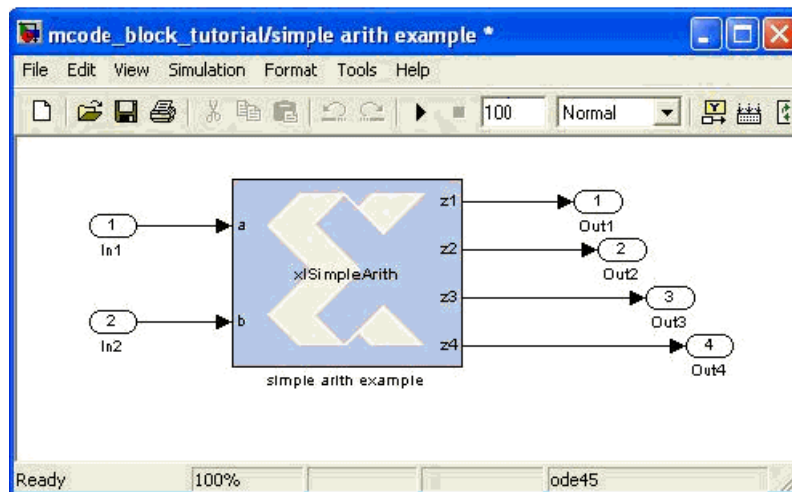 mcode_block_tutorial/simple arith example *
File Edit View Simulation Format Tools Help
100 Normal
1
In1
2
In2
a
b
xlSimpleArith
z1
z2
z3
z4
simple arith example
1
Out1
2
Out2
3
Out3
4
Out4
Ready 100% ode45